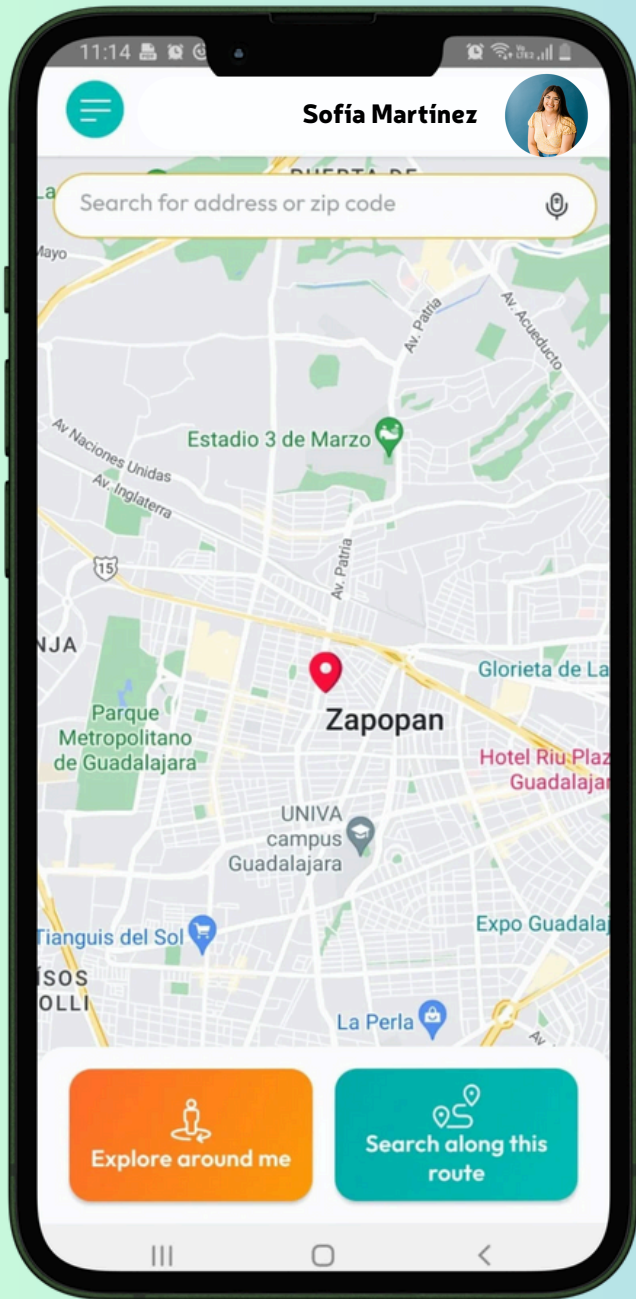 11:14
Sofía Martínez
Search for address or zip code
La
Mayo
Av. Patria
Av. Acueducto
Estadio 3 de Marzo
Av Naciones Unidas
Av. Inglaterra
15
Av. Patria
NJA
Glorieta de La
Zapopan
Parque
Metropolitano
de Guadalajara
Hotel Riu Plaz
Guadalajar
UNIVA
campus
Guadalajara
Tianguis del Sol
Expo Guadalaj
ÍSOS
OLLI
La Perla
Av.
Explore around me
Search along this
route